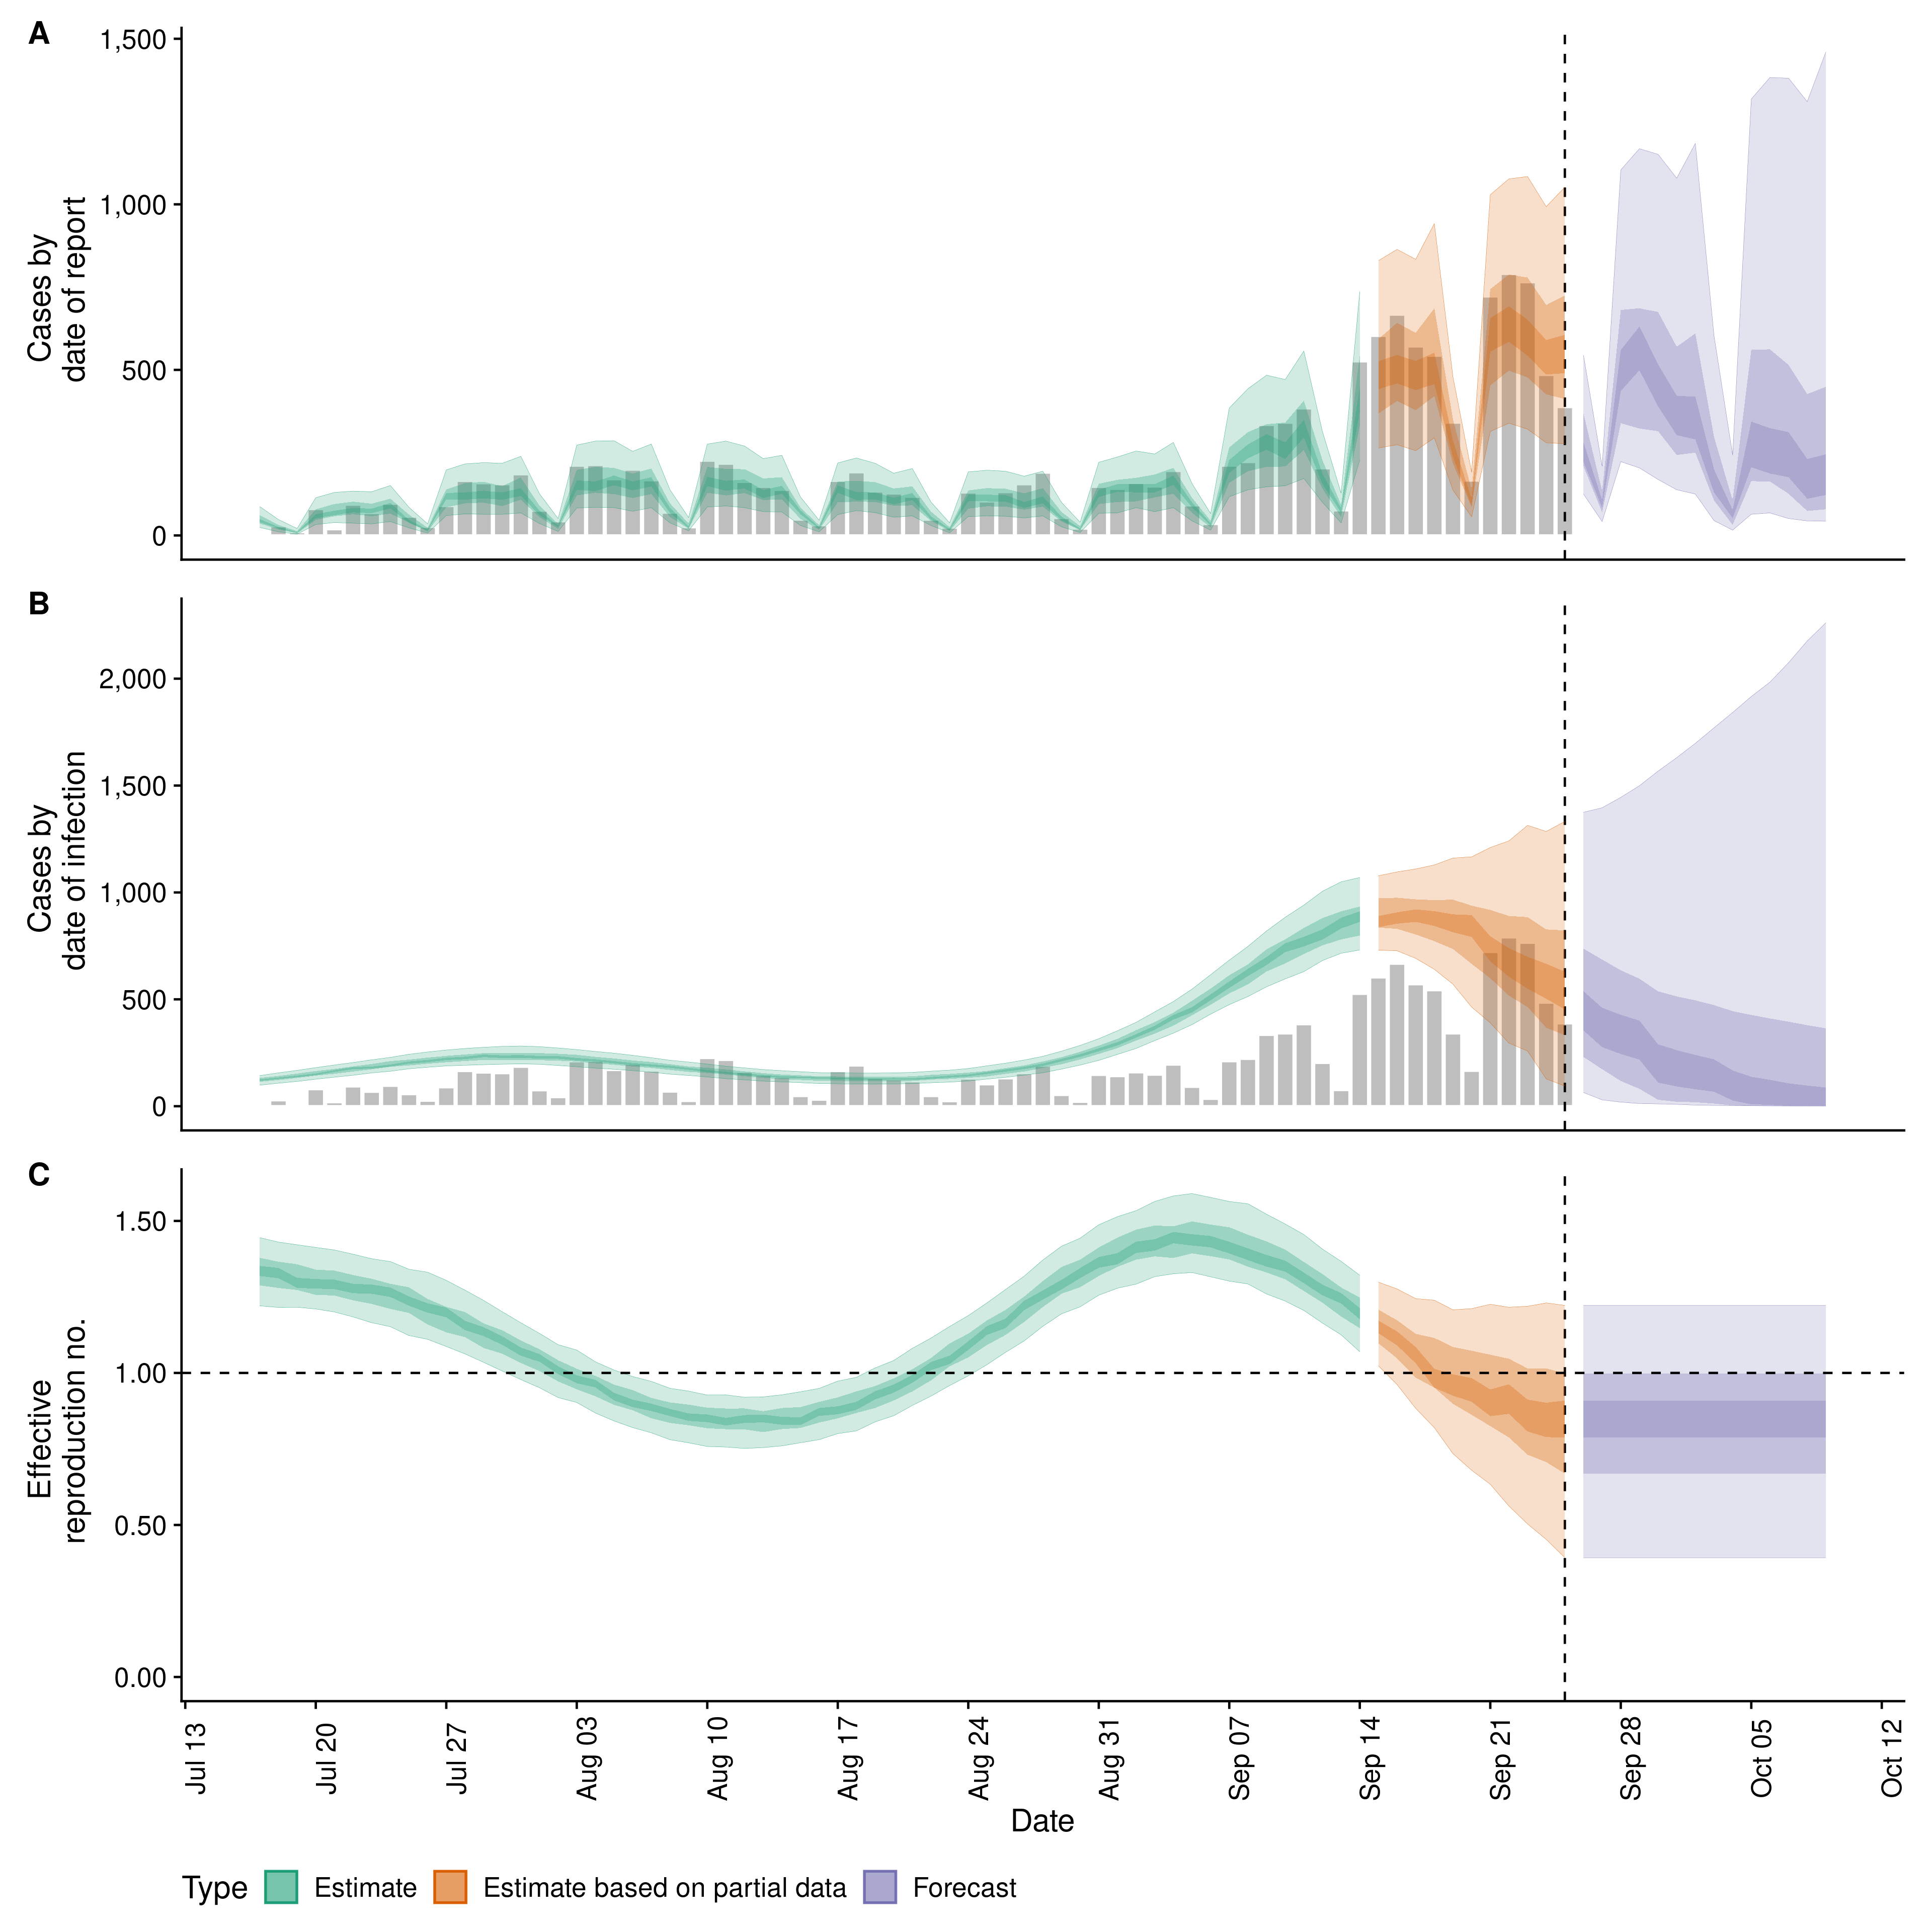 A
1,500
1,000
500
0
Cases by
date of report
B
2,000
1,500
1,000
500
0
Cases by
date of infection
C
1.50
1.00
0.50
0.00
Effective
reproduction no.
Jul 13
Jul 20
Jul 27
Aug 03
Aug 10
Aug 17
Aug 24
Aug 31
Sep 07
Sep 14
Sep 21
Sep 28
Oct 05
Oct 12
Date
Type
Estimate
Estimate based on partial data
Forecast